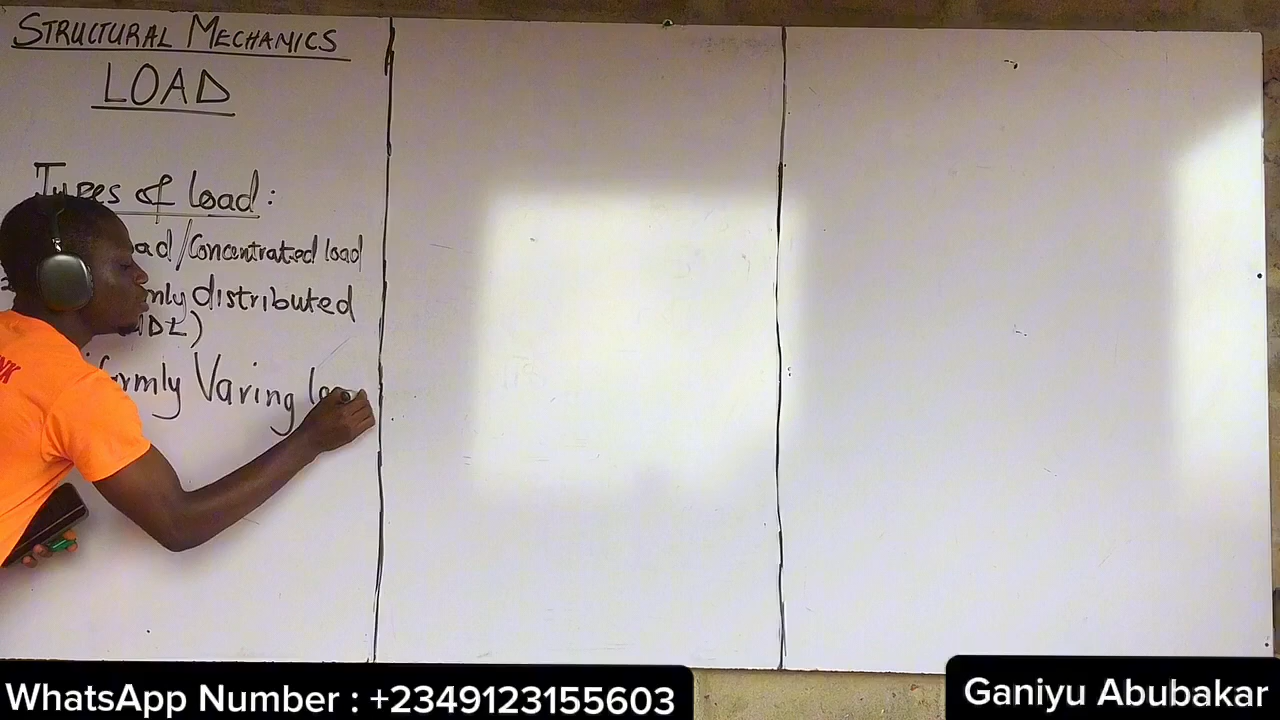 STRUCTURAL MECHANICS
LOAD
Types of load:
ad/Concentrated load
mly distributed
DL)
formly Varing
NK
WhatsApp Number : +2349123155603
Ganiyu Abubakar